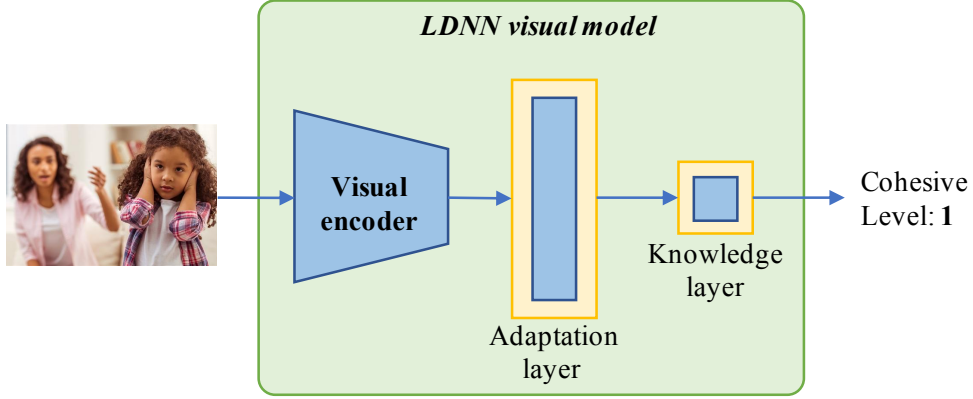 LDNN visual model
Visual
encoder
Adaptation
layer
Knowledge
layer
Cohesive
Level: 1